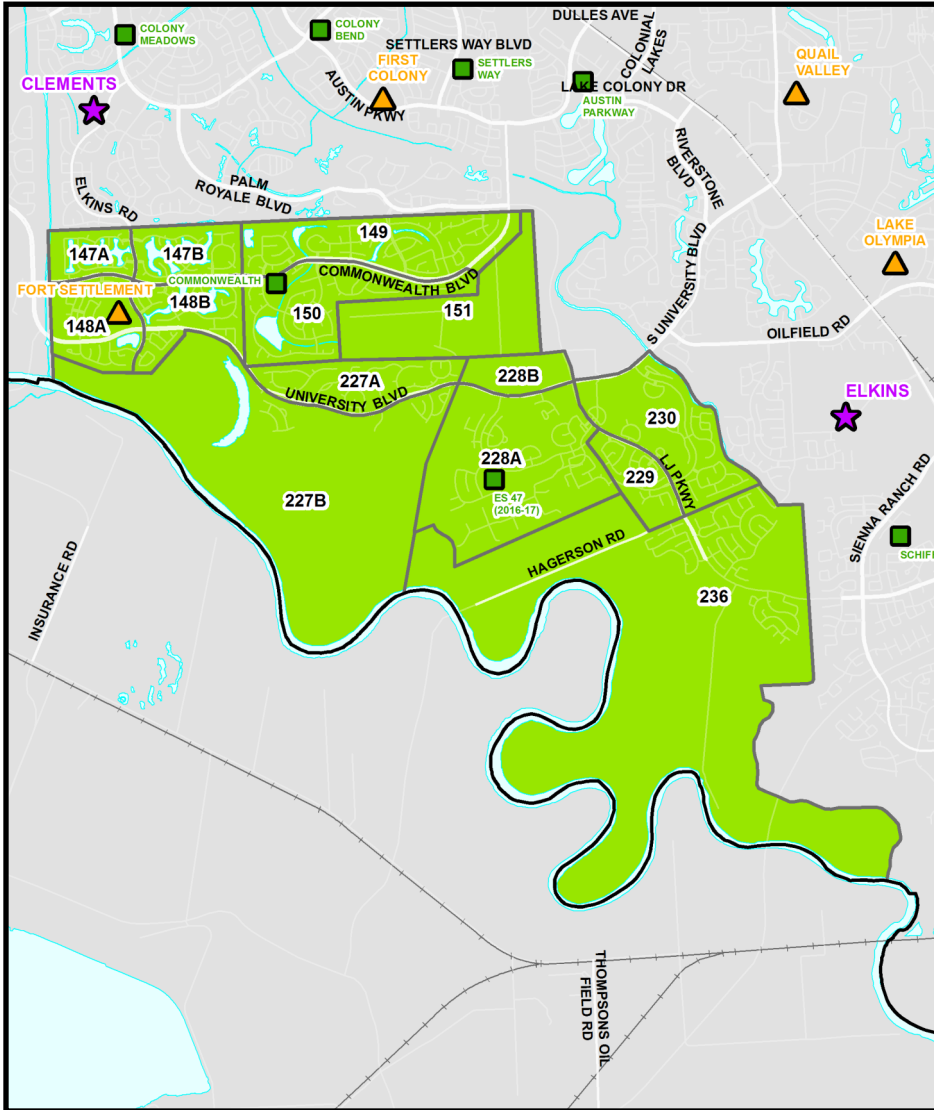 DULLES AVE
COLONY
MEADOWS
COLONY
BEND
SETTLERS WAY BLVD
COLONIAL
LAKES
FIRST
COLONY
SETTLERS
WAY
QUAIL
VALLEY
CLEMENTS
AUSTIN PKWY
LAKE COLONY DR
AUSTIN
PARKWAY
RIVERSTONE
BLVD
PALM
ROYALE BLVD
ELKINS RD
LAKE
OLYMPIA
149
147A
147B
COMMONWEALTH
COMMONWEALTH BLVD
S UNIVERSITY BLVD
FORT SETTLEMENT
148B
150
151
148A
OILFIELD RD
227A
228B
UNIVERSITY BLVD
ELKINS
230
228A
LJ PKWY
229
227B
ES 47
(2016-17)
SIENNA RANCH RD
HAGERSON RD
SCHIFF
INSURANCE RD
236
THOMPSONS OIL
FIELD RD